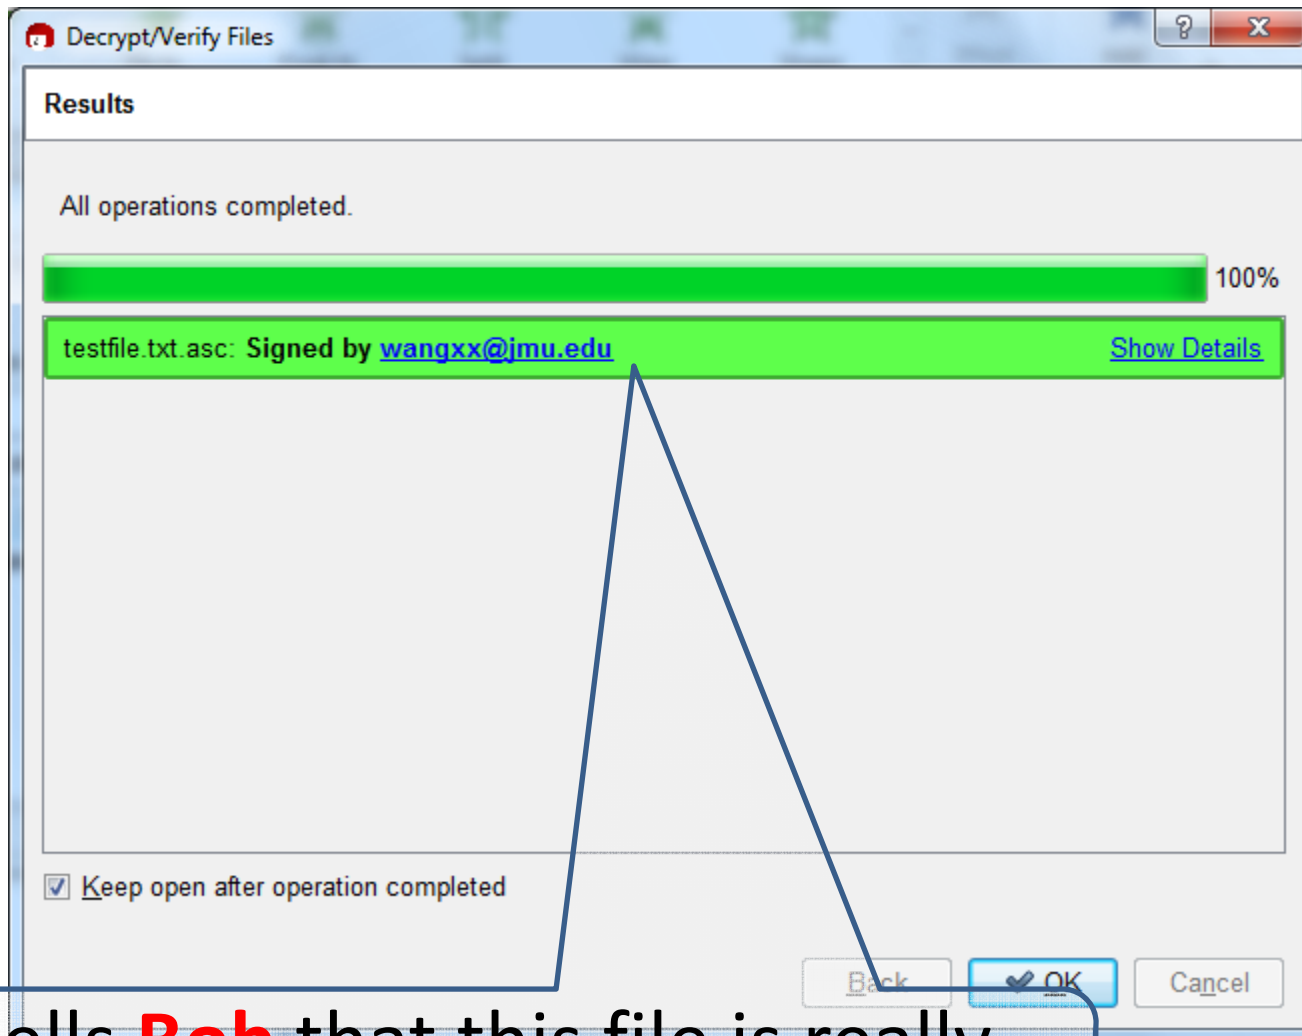 Decrypt/Verify Files
Results
All operations completed.
100%
testfile.txt.asc: Signed by wangxx@jmu.edu Show Details
Keep open after operation completed
Back OK Cancel
Bob that this file is really